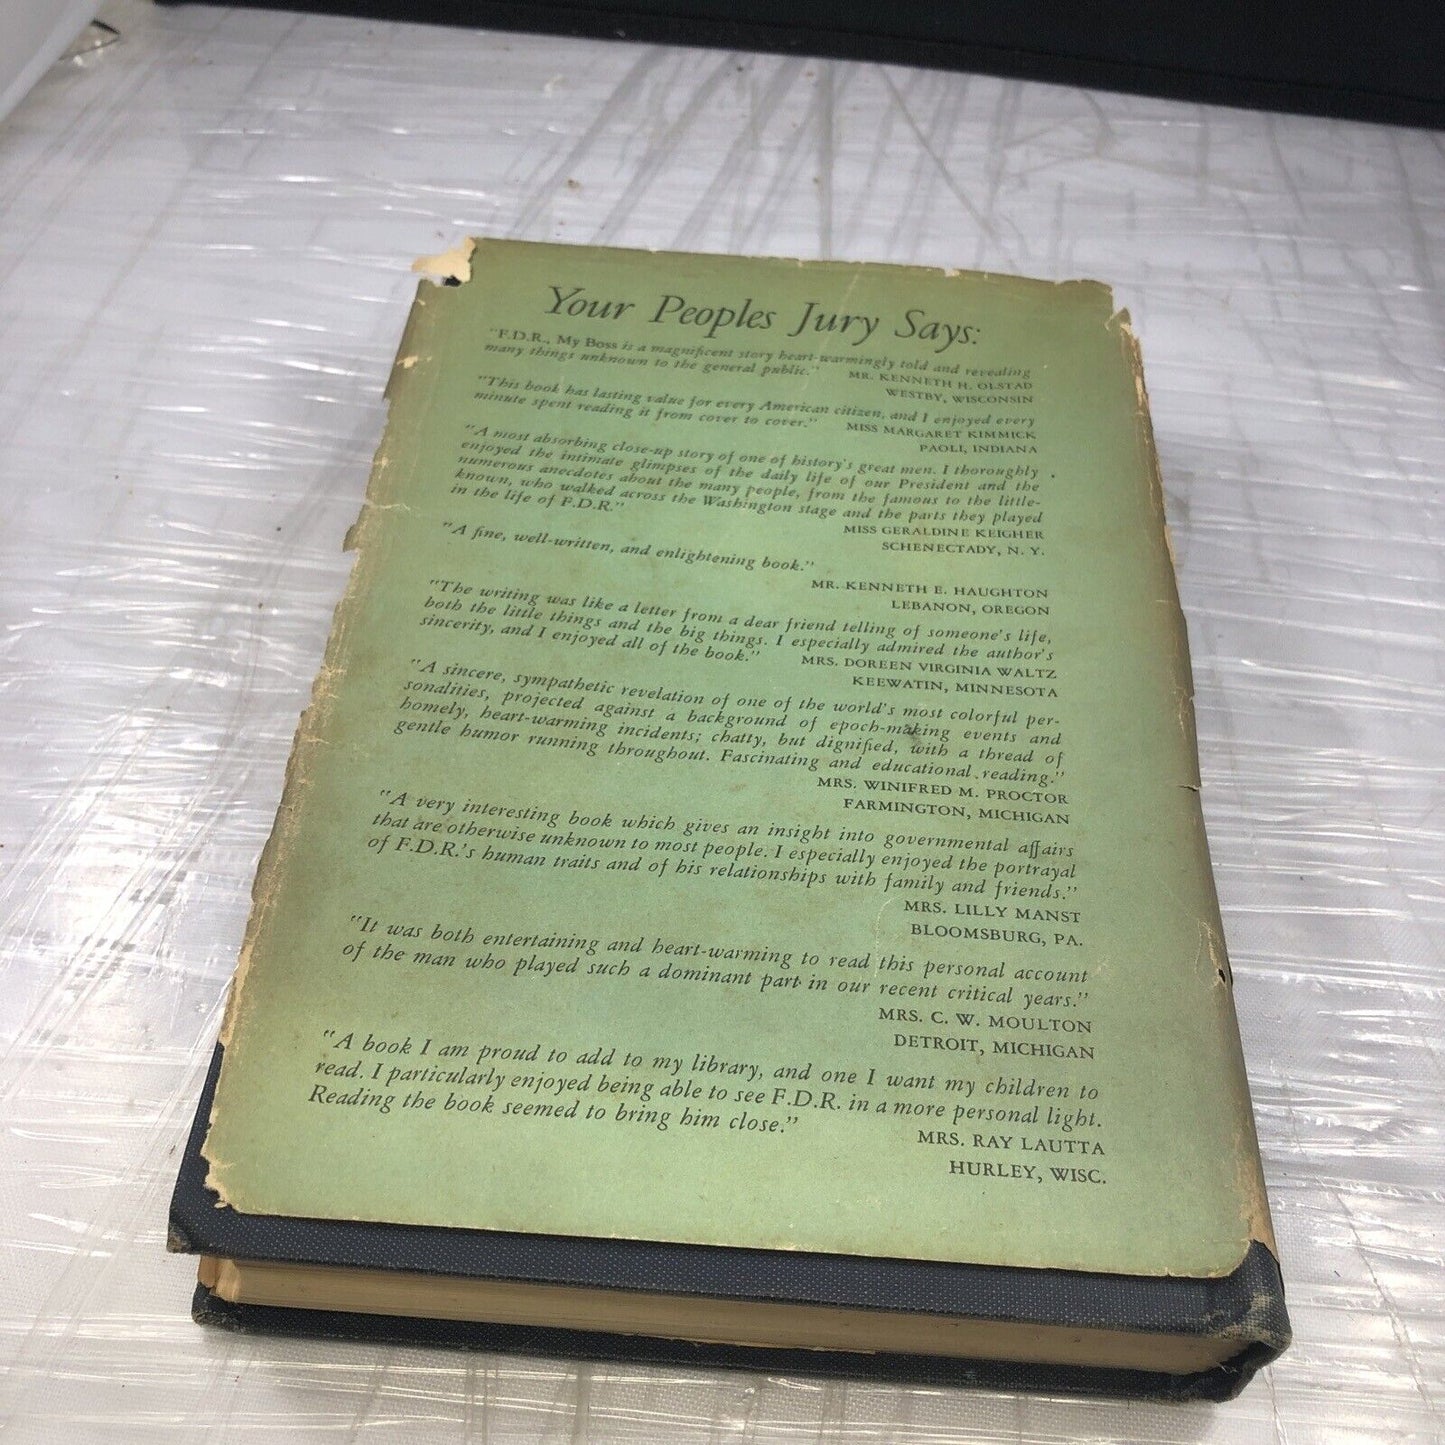 Your Peoples Jury Says:
"F.D.R., My Boss is a magnificent story heart-warmingly told and revealing
many things unknown to the general public."
MR. KENNETH H. OLSTAD
WESTBY, WISCONSIN
"This book has lasting value for every American citizen, and I enjoyed every
minute spent reading it from cover to cover."
MISS MARGARET KIMMICK
PAOLI, INDIANA
"A most absorbing close-up story of one of history's great men. I thoroughly
enjoyed the intimate glimpses of the daily life of our President and the
numerous anecdotes about the many people, from the famous to the little-
known, who walked across the Washington stage and the parts they played
in the life of F.D.R."
MISS GERALDINE KEIGHER
SCHENECTADY, N. Y.
"A fine, well-written, and enlightening book."
MR. KENNETH E. HAUGHTON
LEBANON, OREGON
"The writing was like a letter from a dear friend telling of someone's life,
both the little things and the big things. I especially admired the author's
sincerity, and I enjoyed all of the book."
MRS. DOREEN VIRGINIA WALTZ
KEEWATIN, MINNESOTA
"A sincere, sympathetic revelation of one of the world's most colorful per-
sonalities, projected against a background of epoch-making events and
homely, heart-warming incidents; chatty, but dignified, with a thread of
gentle humor running throughout. Fascinating and educational reading."
MRS. WINIFRED M. PROCTOR
FARMINGTON, MICHIGAN
"A very interesting book which gives an insight into governmental affairs
that are otherwise unknown to most people. I especially enjoyed the portrayal
of F.D.R.'s human traits and of his relationships with family and friends."
MRS. LILLY MANST
BLOOMSBURG, PA.
"It was both entertaining and heart-warming to read this personal account
of the man who played such a dominant part in our recent critical years."
MRS. C. W. MOULTON
DETROIT, MICHIGAN
"A book I am proud to add to my library, and one I want my children to
read. I particularly enjoyed being able to see F.D.R. in a more personal light.
Reading the book seemed to bring him close."
MRS. RAY LAUTTA
HURLEY, WISC.